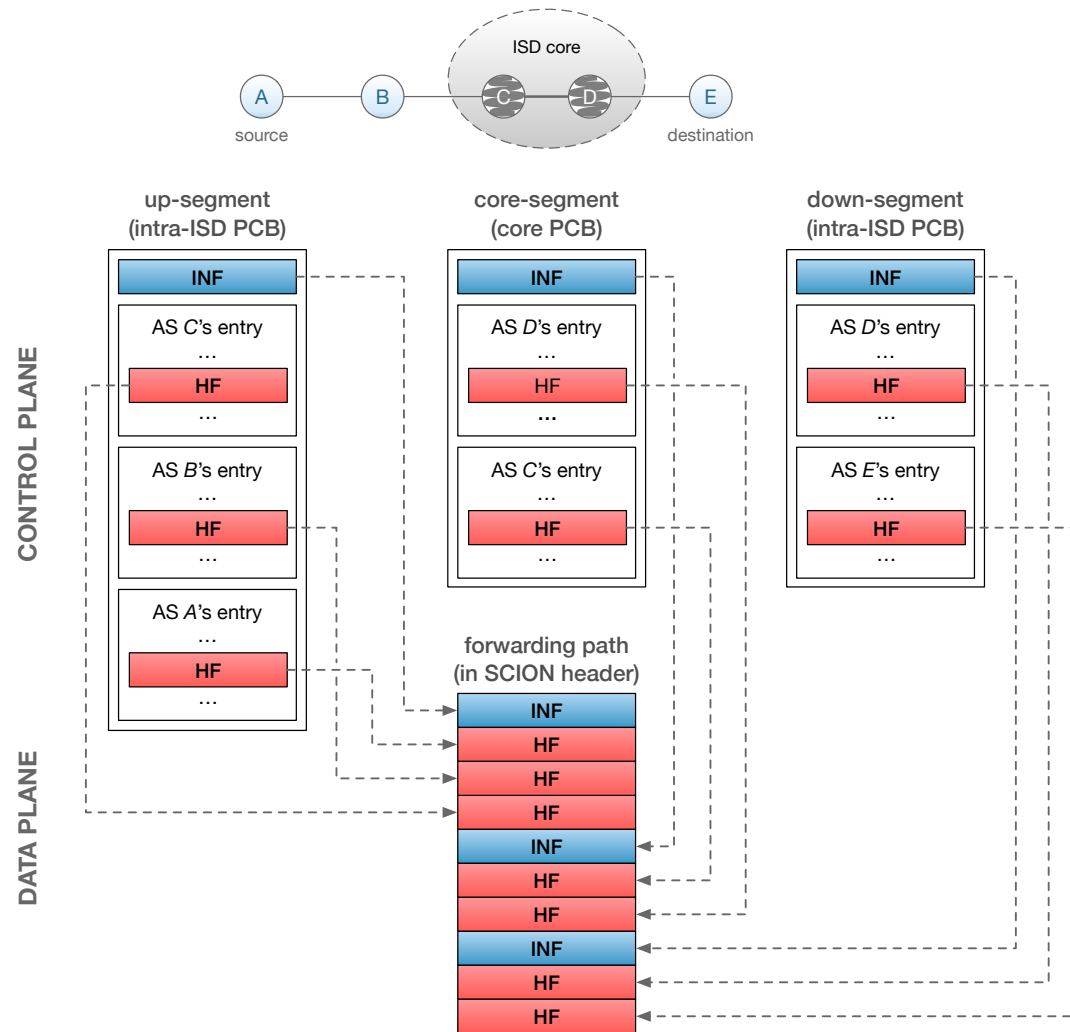 ISD core
A
B
C
D
E
source
destination
up-segment
(intra-ISD PCB)
core-segment
(core PCB)
down-segment
(intra-ISD PCB)
CONTROL PLANE
INF
AS C's entry
...
HF
...
AS B's entry
...
HF
...
AS A's entry
...
HF
...
INF
AS D's entry
...
HF
...
AS C's entry
...
HF
...
INF
AS D's entry
...
HF
...
AS E's entry
...
HF
...
DATA PLANE
forwarding path
(in SCION header)
INF
HF
HF
HF
INF
HF
HF
INF
HF
HF